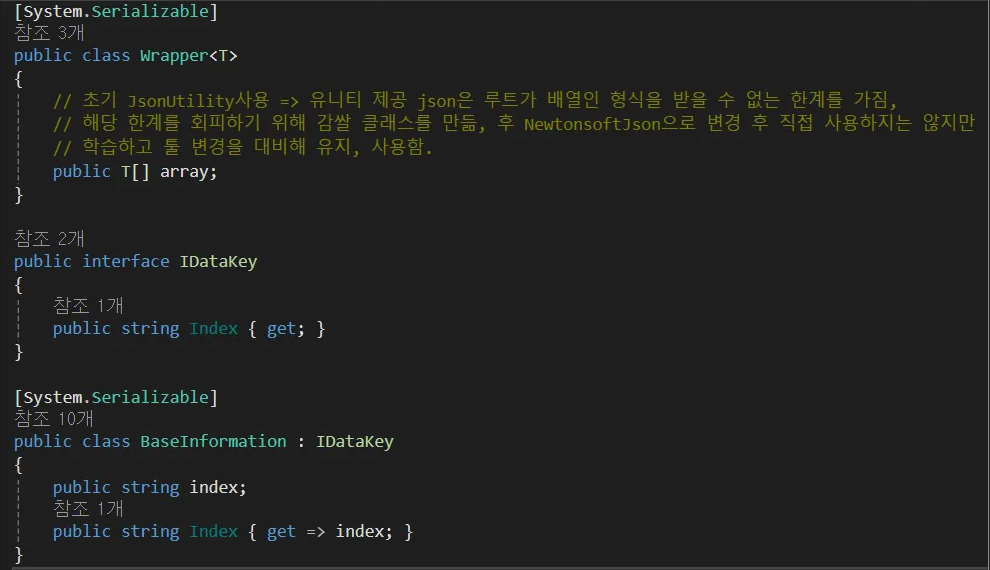 [System.Serializable]
참조 3개
public class Wrapper<T>
{
// 초기 JsonUtility사용 => 유니티 제공 json은 루트가 배열인 형식을 받을 수 없는 한계를 가짐,
// 해당 한계를 회피하기 위해 감쌀 클래스를 만듦, 후 NewtonsoftJson으로 변경 후 직접 사용하지는 않지만
// 학습하고 툴 변경을 대비해 유지, 사용함.
public T[] array;
}
참조 2개
public interface IDataKey
{
참조 1개
public string Index { get; }
}
[System.Serializable]
참조 10개
public class BaseInformation : IDataKey
{
public string index;
참조 1개
public string Index { get => index; }
}